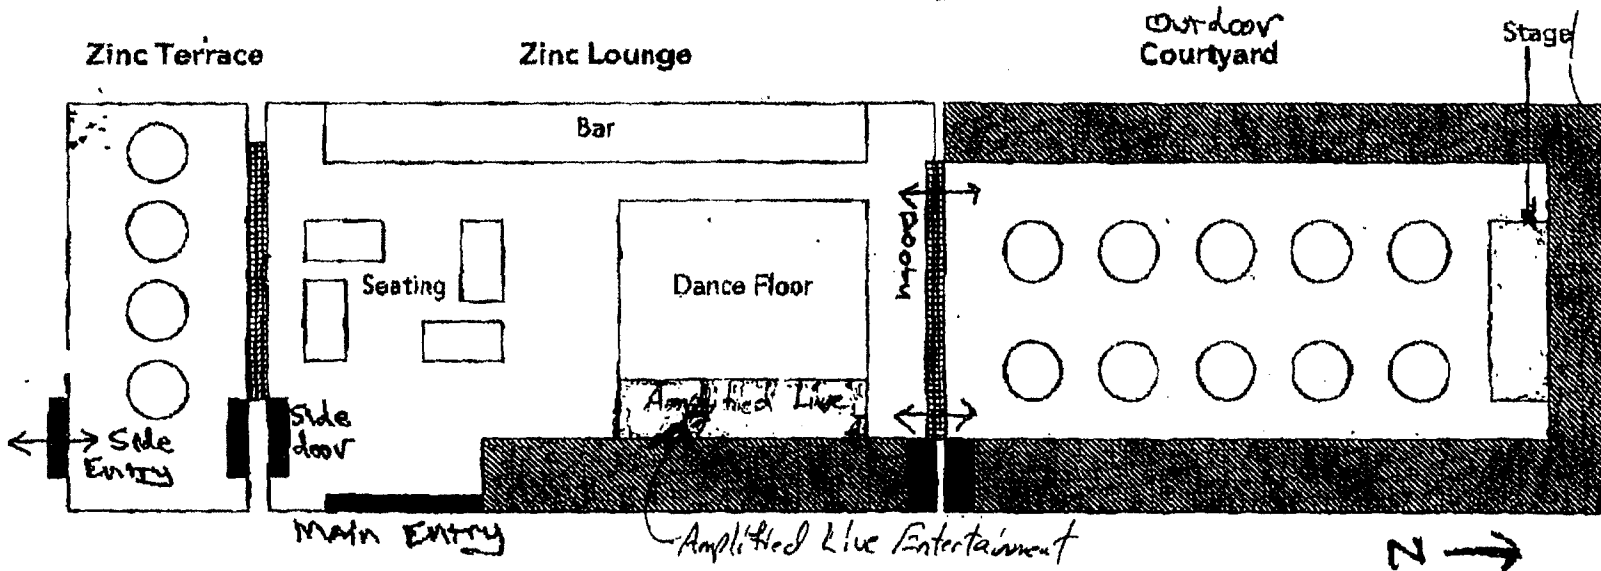 Outdoor
Zinc Terrace
Zinc Lounge
Courtyard
Stage
Bar
Seating
Dance Floor
Amplified Live
Side
Entry
Side
door
Main Entry
Amplified Live Entertainment
N